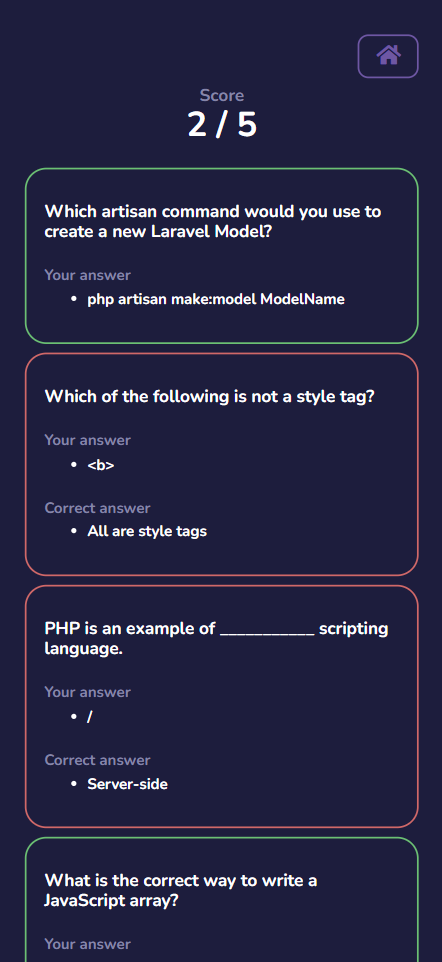 Score
2 / 5
Which artisan command would you use to
create a new Laravel Model?
Your answer
• php artisan make:model ModelName
Which of the following is not a style tag?
Your answer
• <b>
Correct answer
• All are style tags
PHP is an example of ___________ scripting
language.
Your answer
• /
Correct answer
• Server-side
What is the correct way to write a
JavaScript array?
Your answer